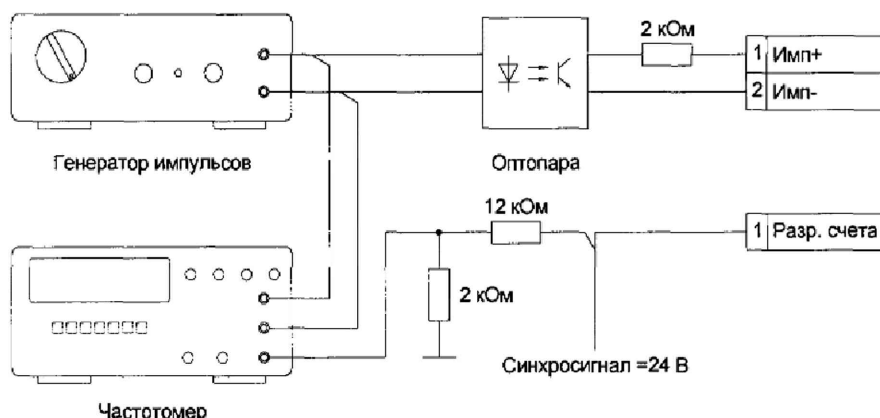 2 кОм
1 Имп+
2 Имп-
Генератор импульсов
Оптопара
12 кОм
1 Разр. счета
2 кОм
Синхросигнал =24 В
Частотомер